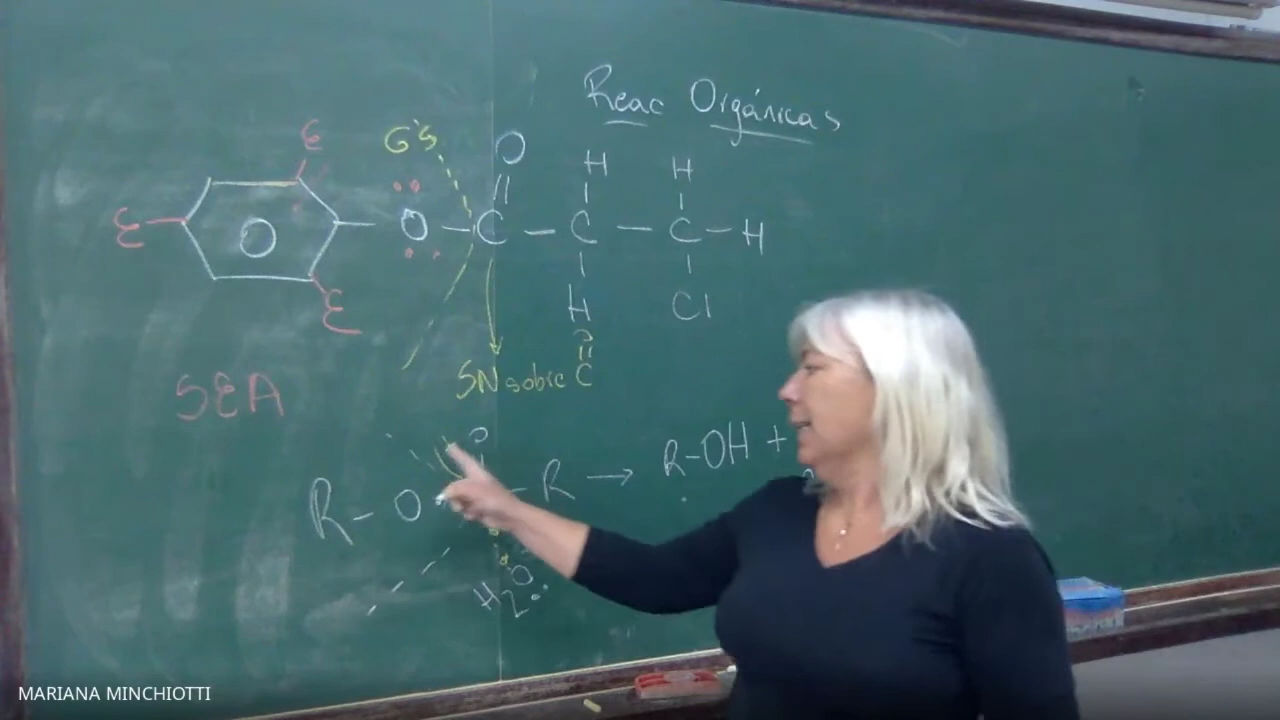 Reac Orgánicas
G's O H H
E E O O — C — C — C — H
E H Cl
SEA SN sobre C
O
R — O — R → R-OH +
H2O
MARIANA MINCHIOTTI